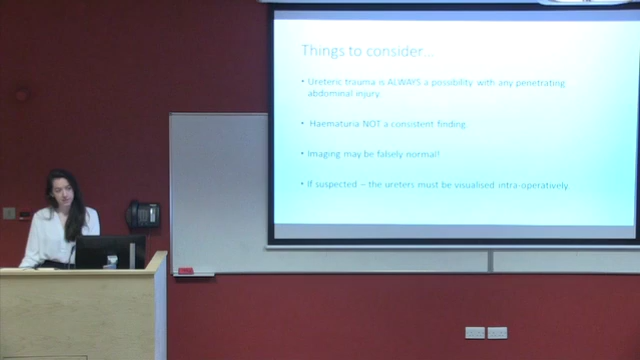 Things to consider...
• Ureteric trauma is ALWAYS a possibility with any penetrating
abdominal injury.
• Haematuria NOT a consistent finding.
• Imaging may be falsely normal!
• If suspected – the ureters must be visualised intra-operatively.